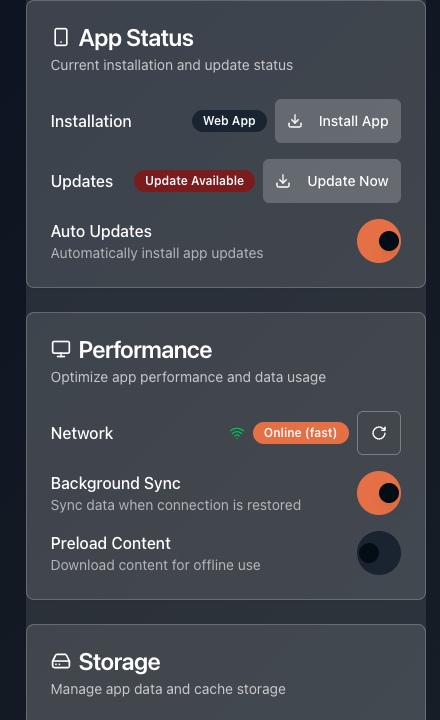 App Status
Current installation and update status
Installation Web App Install App
Updates Update Available Update Now
Auto Updates
Automatically install app updates
Performance
Optimize app performance and data usage
Network Online (fast)
Background Sync
Sync data when connection is restored
Preload Content
Download content for offline use
Storage
Manage app data and cache storage